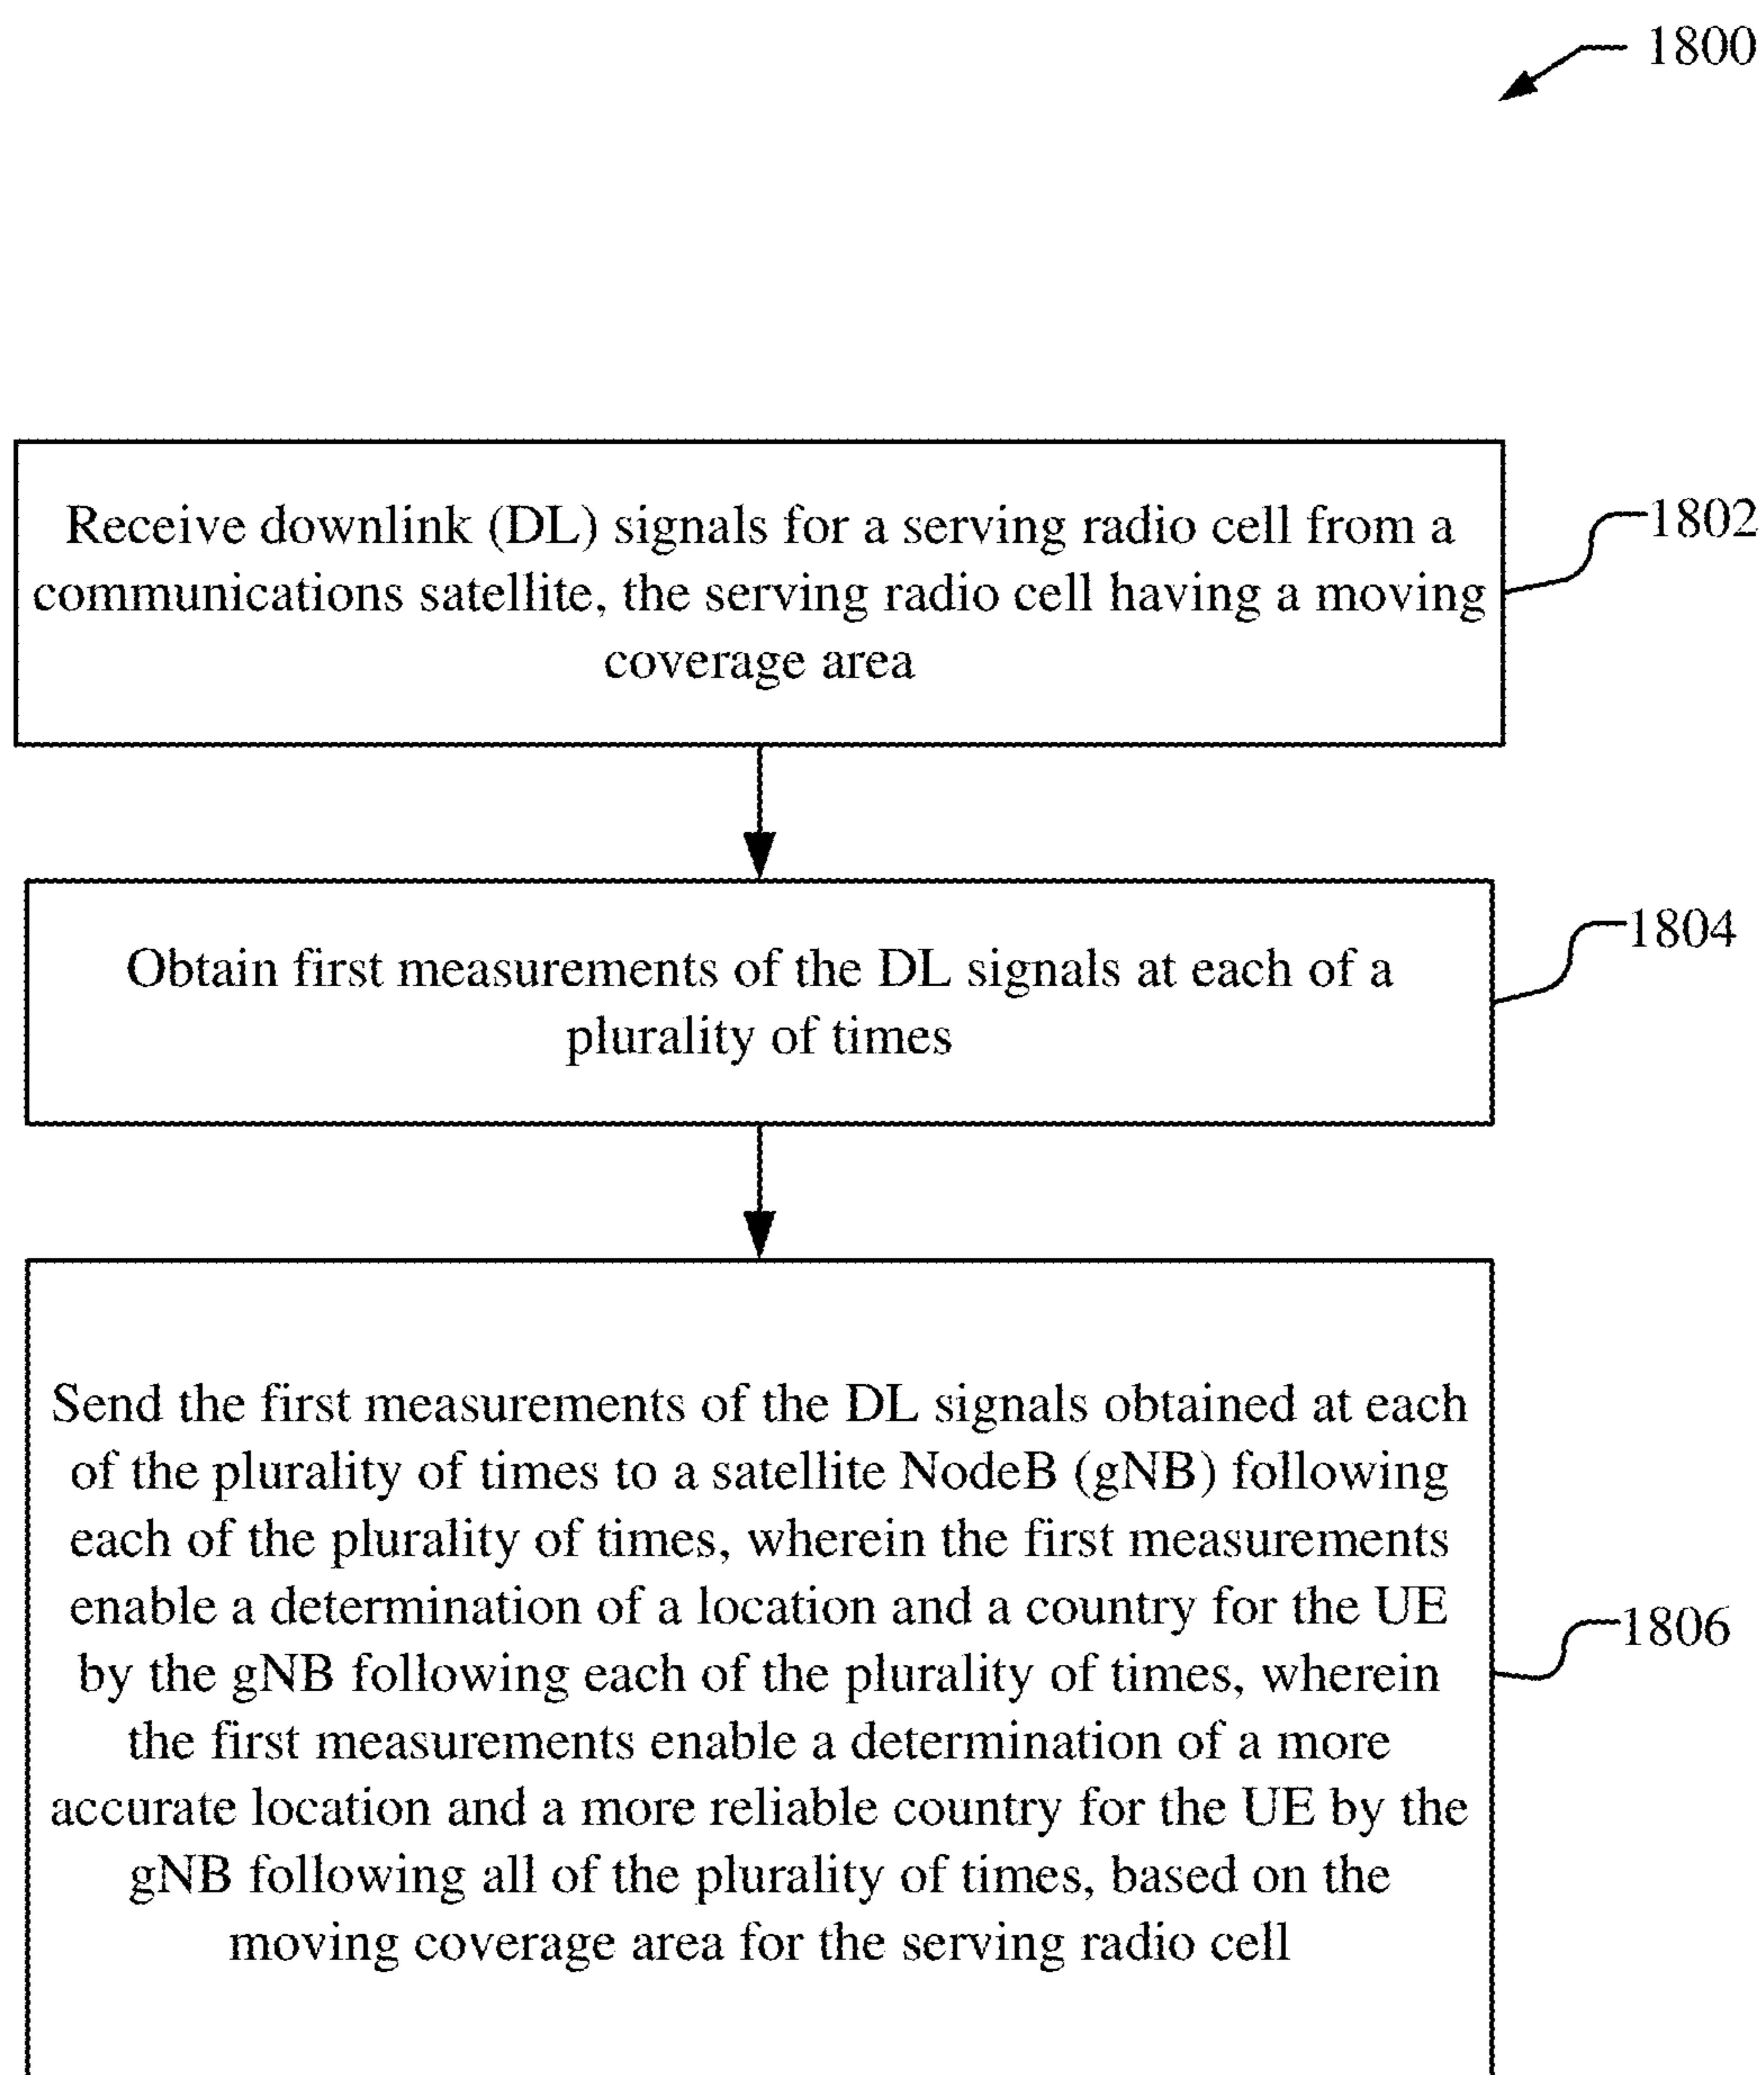 1800
Receive downlink (DL) signals for a serving radio cell from a
communications satellite, the serving radio cell having a moving
coverage area
1802
Obtain first measurements of the DL signals at each of a
plurality of times
1804
Send the first measurements of the DL signals obtained at each
of the plurality of times to a satellite NodeB (gNB) following
each of the plurality of times, wherein the first measurements
enable a determination of a location and a country for the UE
by the gNB following each of the plurality of times, wherein
the first measurements enable a determination of a more
accurate location and a more reliable country for the UE by the
gNB following all of the plurality of times, based on the
moving coverage area for the serving radio cell
1806